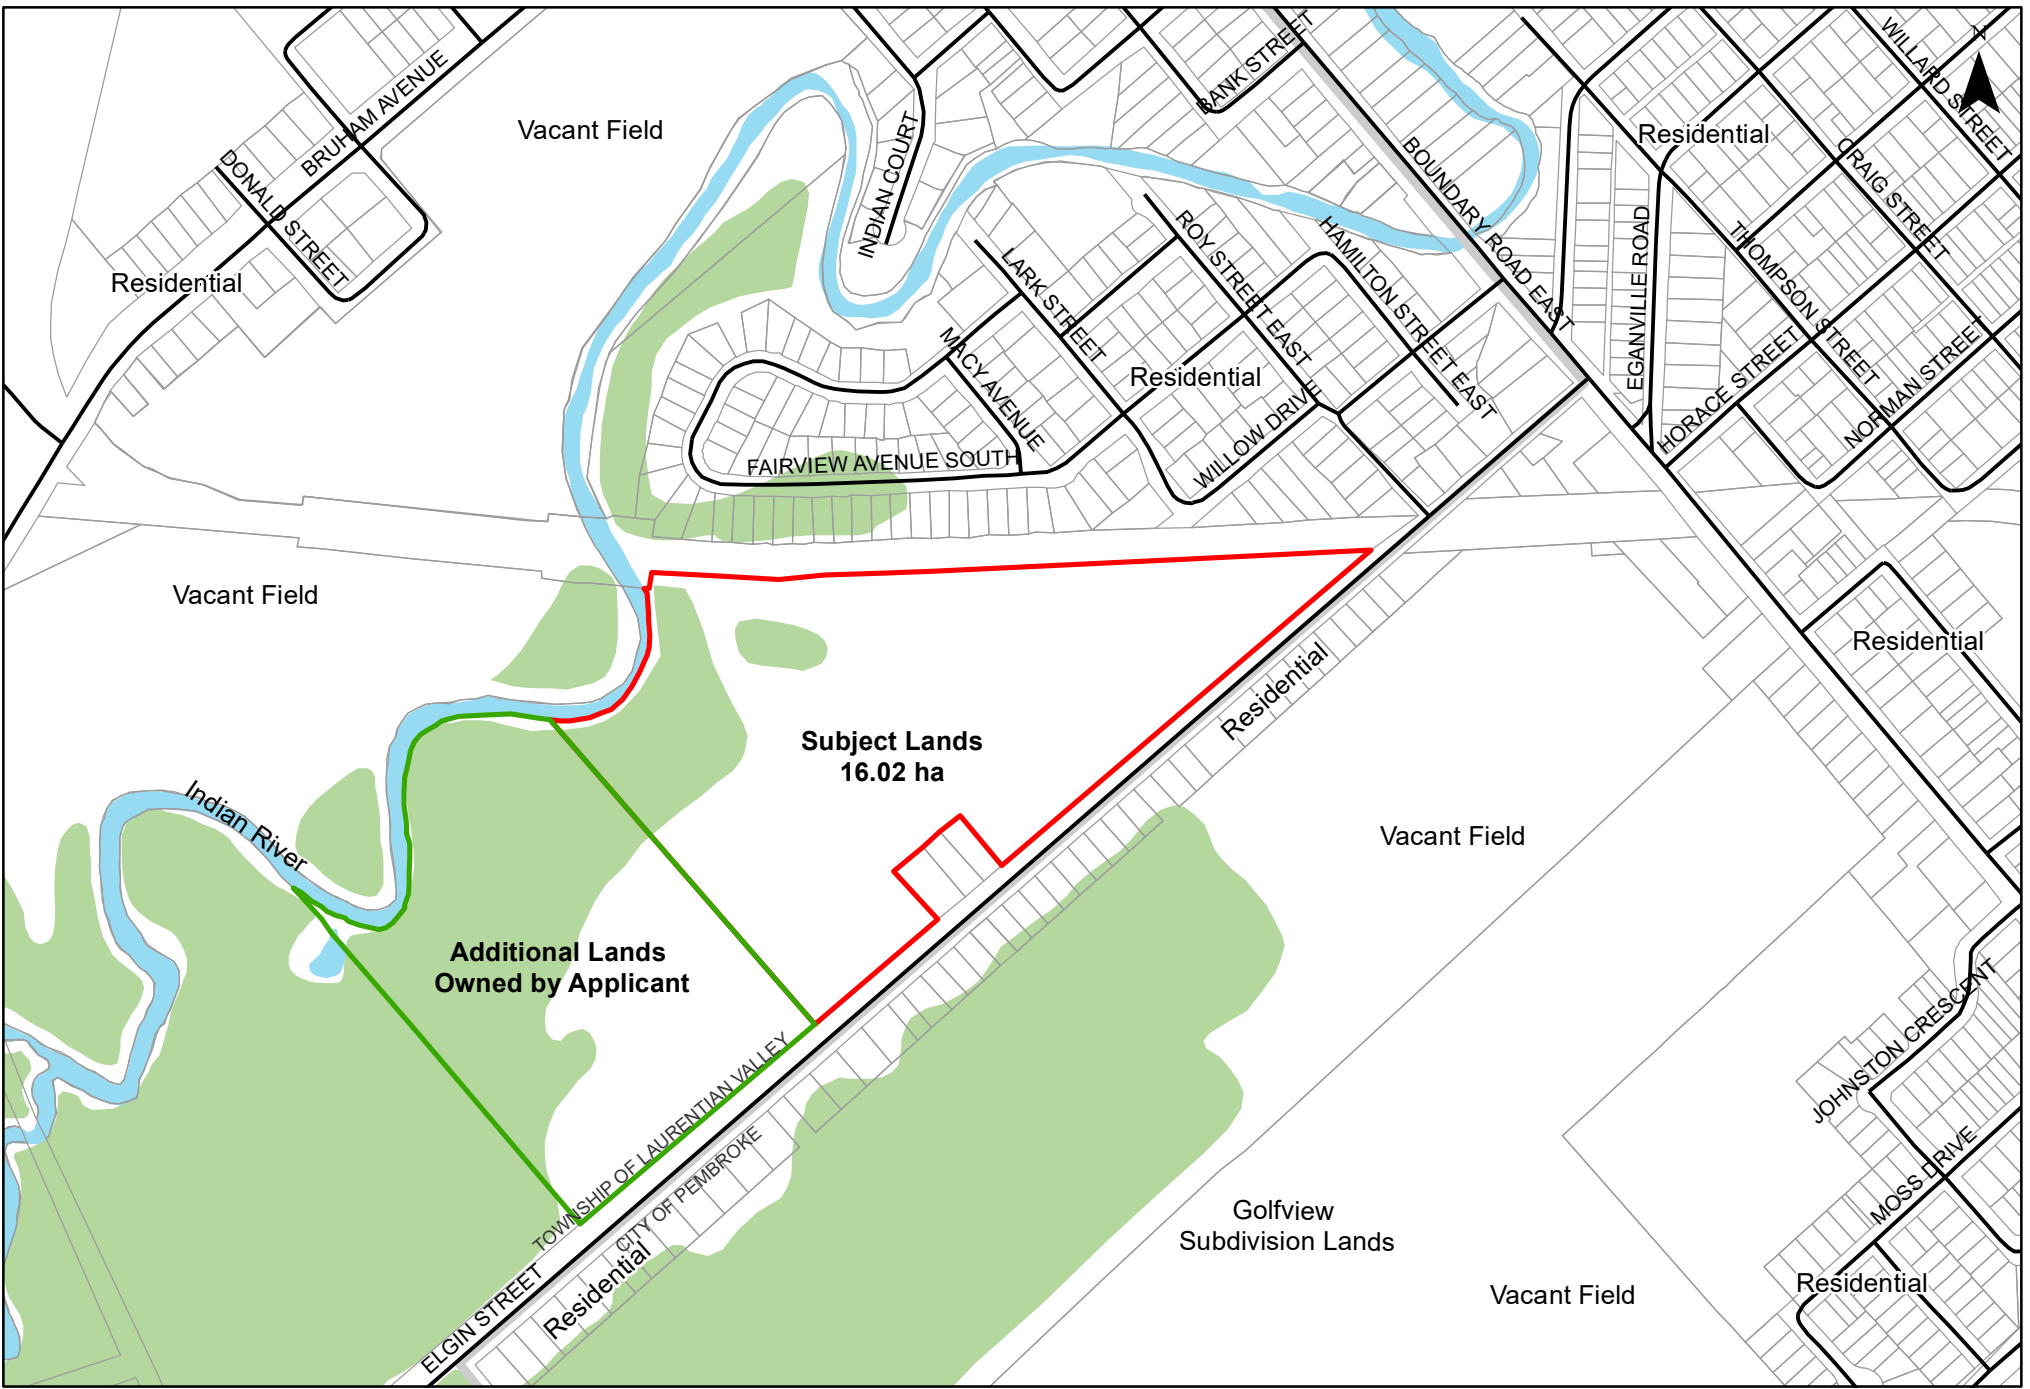 BRUHAM AVENUE
DONALD STREET
Vacant Field
Residential
INDIAN COURT
BANK STREET
BOUNDARY ROAD EAST
WILLARD STREET
N
Residential
CRAIG STREET
EGANVILLE ROAD
THOMPSON STREET
HORACE STREET
NORMAN STREET
LARK STREET
ROY STREET EAST
HAMILTON STREET EAST
MACY AVENUE
Residential
WILLOW DRIVE
FAIRVIEW AVENUE SOUTH
Vacant Field
Residential
Residential
Subject Lands
16.02 ha
Indian River
Vacant Field
Additional Lands
Owned by Applicant
TOWNSHIP OF LAURENTIAN VALLEY
CITY OF PEMBROKE
JOHNSTON CRESCENT
MOSS DRIVE
Golfview
Subdivision Lands
Residential
ELGIN STREET
Vacant Field
Residential